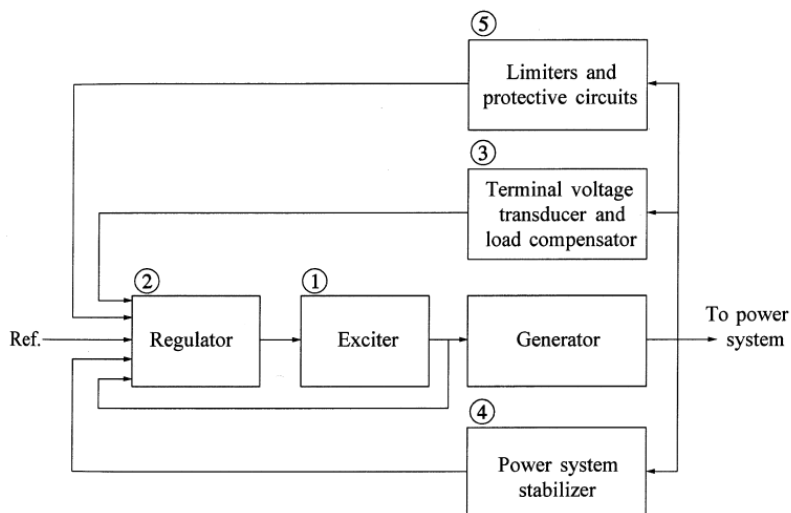 ⑤
Limiters and
protective circuits
③
Terminal voltage
transducer and
load compensator
②
①
Ref.
Regulator
Exciter
Generator
To power
system
④
Power system
stabilizer